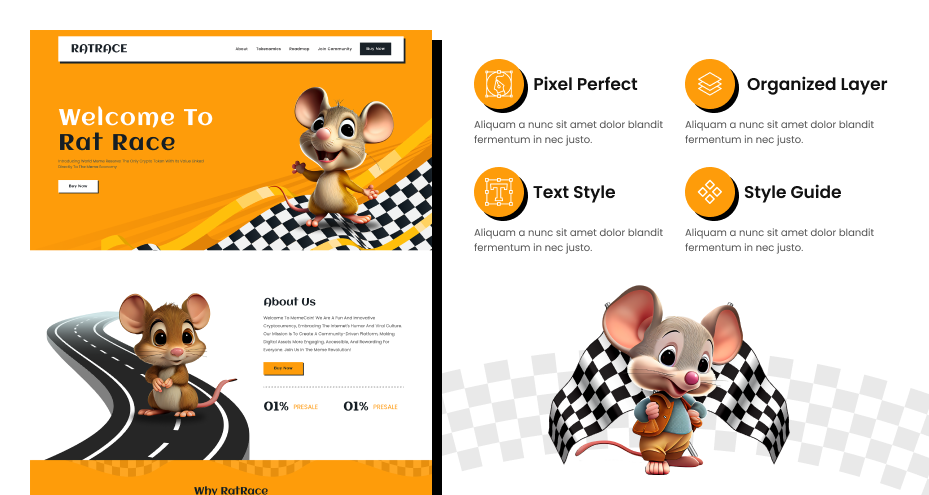 RATRACE
About Tokenomics Roadmap Join Community Buy Now
Welcome To
Rat Race
Introducing World Meme Reserve, The Only Crypto Token With Its Value Linked
Directly To The Meme Economy
Buy Now
About Us
Welcome To MemeCoin! We Are A Fun And Innovative
Cryptocurrency, Embracing The Internet's Humor And Viral Culture.
Our Mission Is To Create A Community-Driven Platform, Making
Digital Assets More Engaging, Accessible, And Rewarding For
Everyone. Join Us In The Meme Revolution!
Buy Now
01% PRESALE 01% PRESALE
Why RatRace
Pixel Perfect
Aliquam a nunc sit amet dolor blandit
fermentum in nec justo.
Organized Layer
Aliquam a nunc sit amet dolor blandit
fermentum in nec justo.
T
Text Style
Aliquam a nunc sit amet dolor blandit
fermentum in nec justo.
Style Guide
Aliquam a nunc sit amet dolor blandit
fermentum in nec justo.